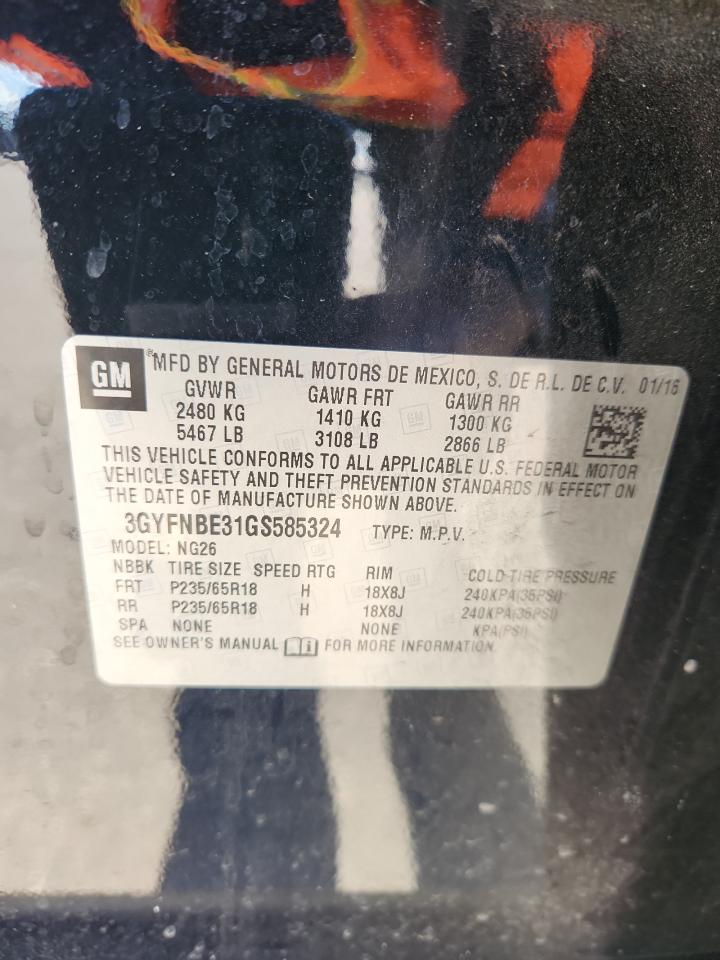 GM
® MFD BY GENERAL MOTORS DE MEXICO, S. DE R.L. DE C.V. 01/16
GVWR GAWR FRT GAWR RR
2480 KG 1410 KG 1300 KG
5467 LB 3108 LB 2866 LB
THIS VEHICLE CONFORMS TO ALL APPLICABLE U.S. FEDERAL MOTOR
VEHICLE SAFETY AND THEFT PREVENTION STANDARDS IN EFFECT ON
THE DATE OF MANUFACTURE SHOWN ABOVE.
3GYFNBE31GS585324 TYPE: M.P.V.
MODEL: NG26
NBBK TIRE SIZE SPEED RTG RIM COLD TIRE PRESSURE
FRT P235/65R18 H 18X8J 240KPA(35PSI)
RR P235/65R18 H 18X8J 240KPA(35PSI)
SPA NONE NONE KPA(PSI)
SEE OWNER'S MANUAL FOR MORE INFORMATION